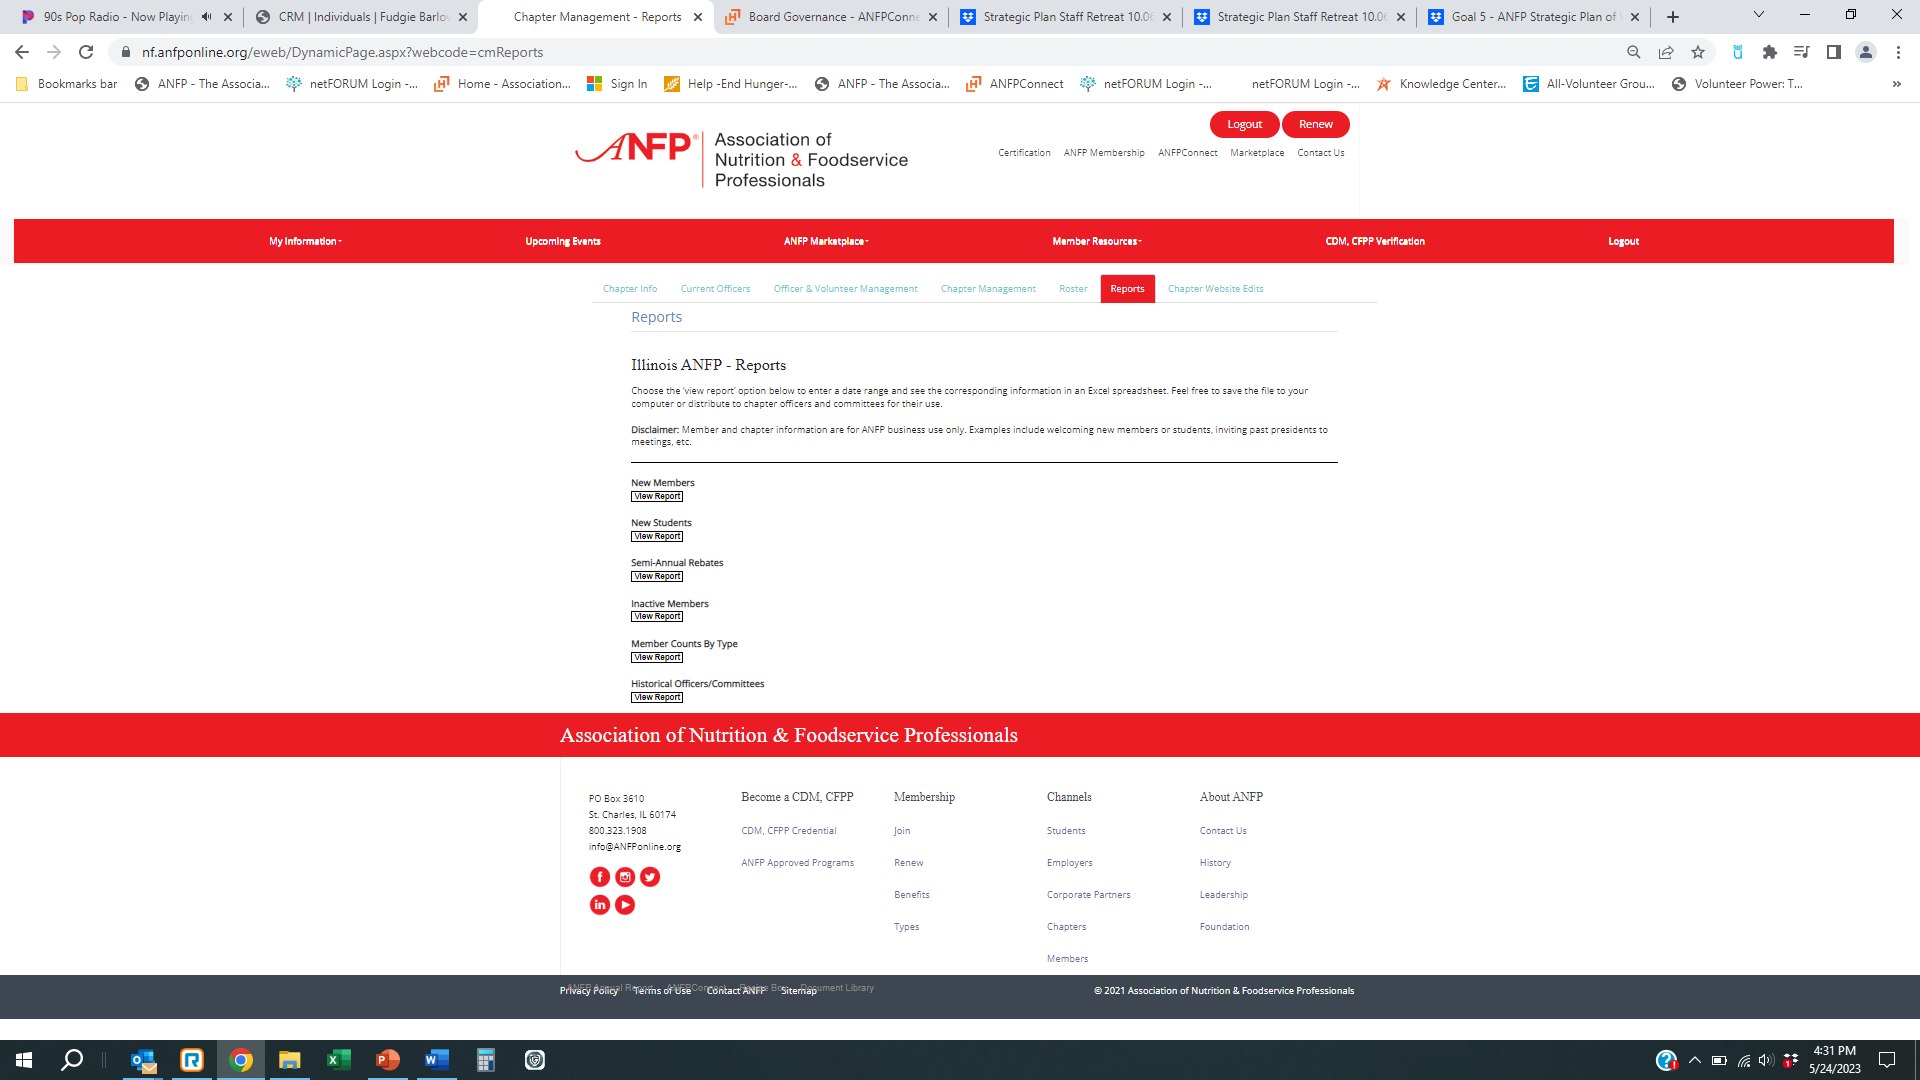 90s Pop Radio - Now Playing
CRM | Individuals | Fudgie Barlo
Chapter Management - Reports
Board Governance - ANFPConne
Strategic Plan Staff Retreat 10.06
Strategic Plan Staff Retreat 10.06
Goal 5 - ANFP Strategic Plan of
nf.anfponline.org/eweb/DynamicPage.aspx?webcode=cmReports
Bookmarks bar
ANFP - The Associa...
netFORUM Login -...
Home - Association...
Sign In
Help -End Hunger-...
ANFP - The Associa...
ANFPConnect
netFORUM Login -...
netFORUM Login -...
Knowledge Center...
All-Volunteer Grou...
Volunteer Power: T...
»
Logout Renew
ANFP® Association of
Nutrition & Foodservice
Professionals
Certification ANFP Membership ANFPConnect Marketplace Contact Us
My Information Upcoming Events ANFP Marketplace Member Resources CDM, CFPP Verification Logout
Chapter Info Current Officers Officer & Volunteer Management Chapter Management Roster Reports Chapter Website Edits
Reports
Illinois ANFP - Reports
Choose the 'view report' option below to enter a date range and see the corresponding information in an Excel spreadsheet. Feel free to save the file to your
computer or distribute to chapter officers and committees for their use.
Disclaimer: Member and chapter information are for ANFP business use only. Examples include welcoming new members or students, inviting past presidents to
meetings, etc.
New Members
View Report
New Students
View Report
Semi-Annual Rebates
View Report
Inactive Members
View Report
Member Counts By Type
View Report
Historical Officers/Committees
View Report
Association of Nutrition & Foodservice Professionals
PO Box 3610
St. Charles, IL 60174
800.323.1908
info@ANFPonline.org
Become a CDM, CFPP
CDM, CFPP Credential
ANFP Approved Programs
Membership
Join
Renew
Benefits
Types
Channels
Students
Employers
Corporate Partners
Chapters
Members
About ANFP
Contact Us
History
Leadership
Foundation
Privacy Policy Terms of Use Contact ANFP Sitemap
ANFP Annual Report ANFPConnect Document Library
© 2021 Association of Nutrition & Foodservice Professionals
4:31 PM
5/24/2023